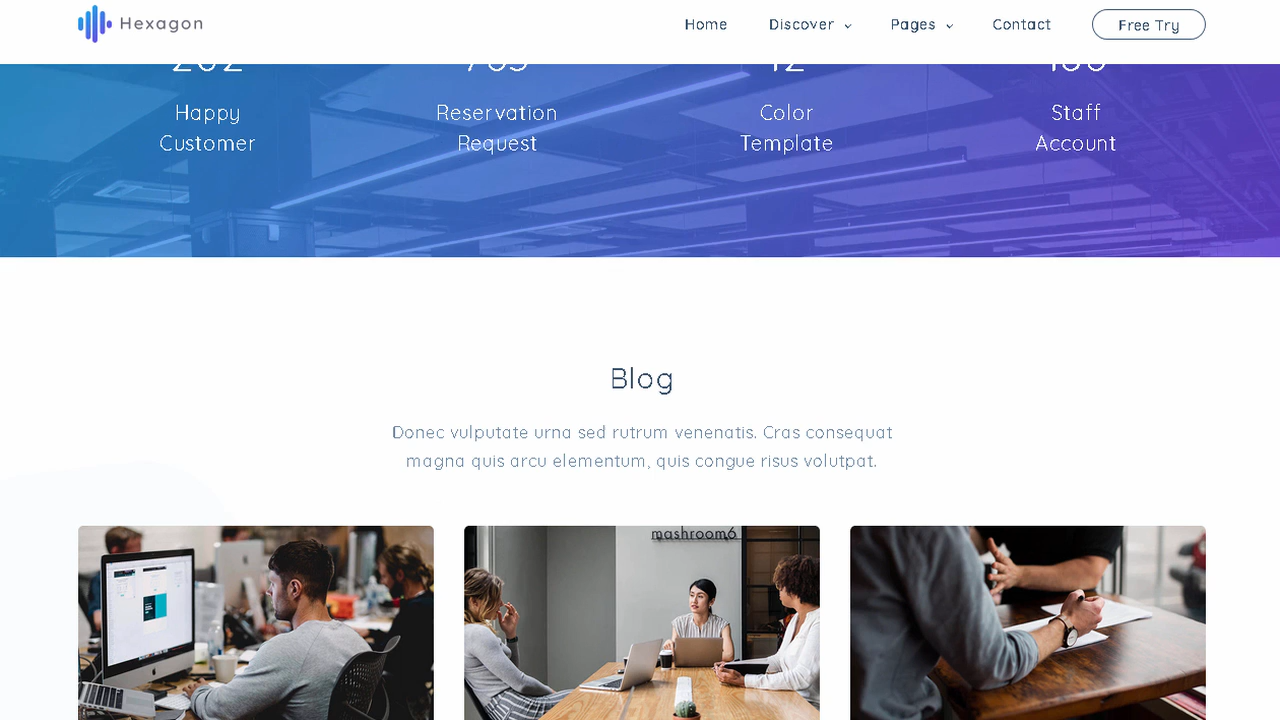 Hexagon
Home
Discover
Pages
Contact
Free Try
Happy
Customer
Reservation
Request
Color
Template
Staff
Account
Blog
Donec vulputate urna sed rutrum venenatis. Cras consequat
magna quis arcu elementum, quis congue risus volutpat.
mashroom6